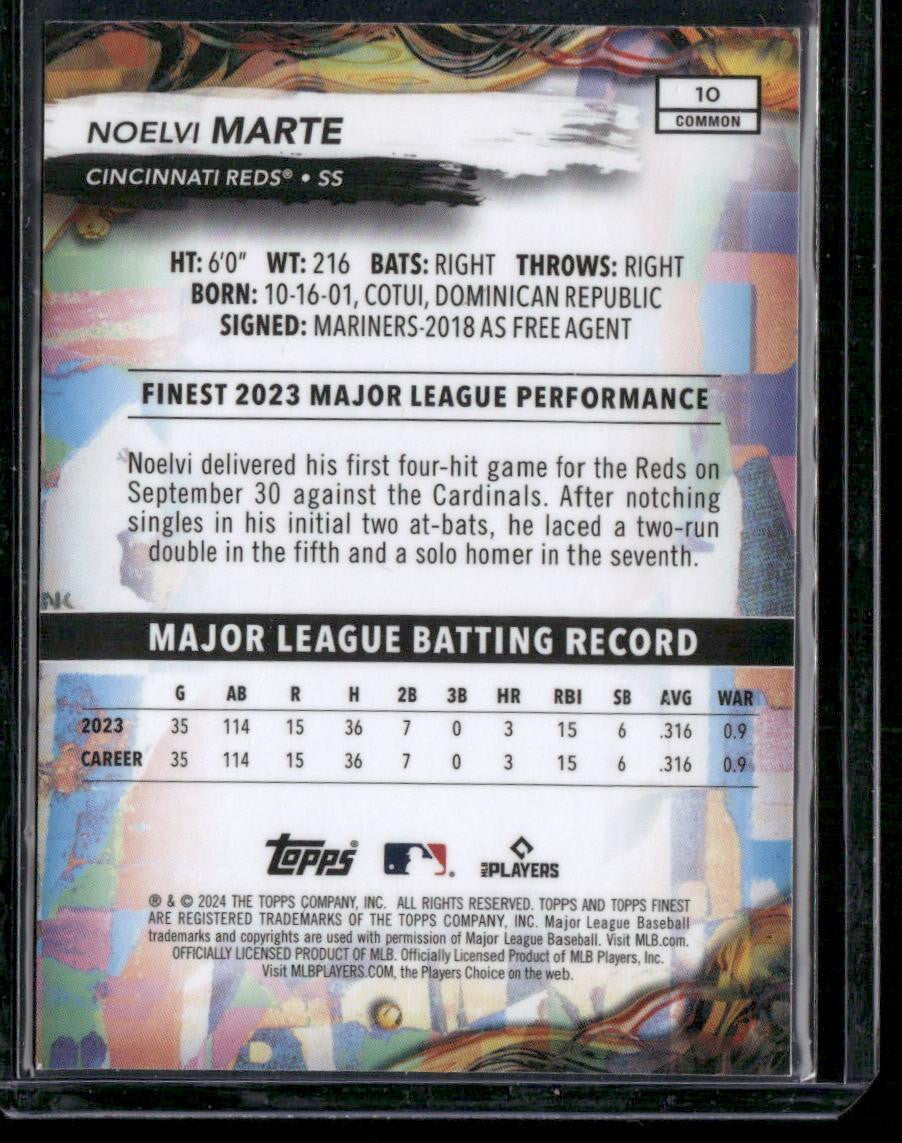 10
COMMON
NOELVI MARTE
CINCINNATI REDS® • SS
HT: 6'0" WT: 216 BATS: RIGHT THROWS: RIGHT
BORN: 10-16-01, COTUI, DOMINICAN REPUBLIC
SIGNED: MARINERS-2018 AS FREE AGENT
FINEST 2023 MAJOR LEAGUE PERFORMANCE
Noelvi delivered his first four-hit game for the Reds on
September 30 against the Cardinals. After notching
singles in his initial two at-bats, he laced a two-run
double in the fifth and a solo homer in the seventh.
NK
MAJOR LEAGUE BATTING RECORD
G AB R H 2B 3B HR RBI SB AVG WAR
2023 35 114 15 36 7 0 3 15 6 .316 0.9
CAREER 35 114 15 36 7 0 3 15 6 .316 0.9
topps MLB PLAYERS
® & © 2024 THE TOPPS COMPANY, INC. ALL RIGHTS RESERVED. TOPPS AND TOPPS FINEST
ARE REGISTERED TRADEMARKS OF THE TOPPS COMPANY, INC. Major League Baseball
trademarks and copyrights are used with permission of Major League Baseball. Visit MLB.com.
OFFICIALLY LICENSED PRODUCT OF MLB. Officially Licensed Product of MLB Players, Inc.
Visit MLBPLAYERS.COM, the Players Choice on the web.